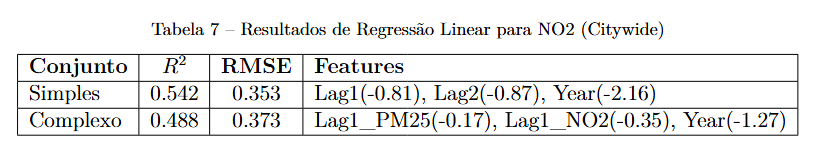 Tabela 7 – Resultados de Regressão Linear para NO2 (Citywide)
Conjunto R² RMSE Features
Simples 0.542 0.353 Lag1(-0.81), Lag2(-0.87), Year(-2.16)
Complexo 0.488 0.373 Lag1_PM25(-0.17), Lag1_NO2(-0.35), Year(-1.27)